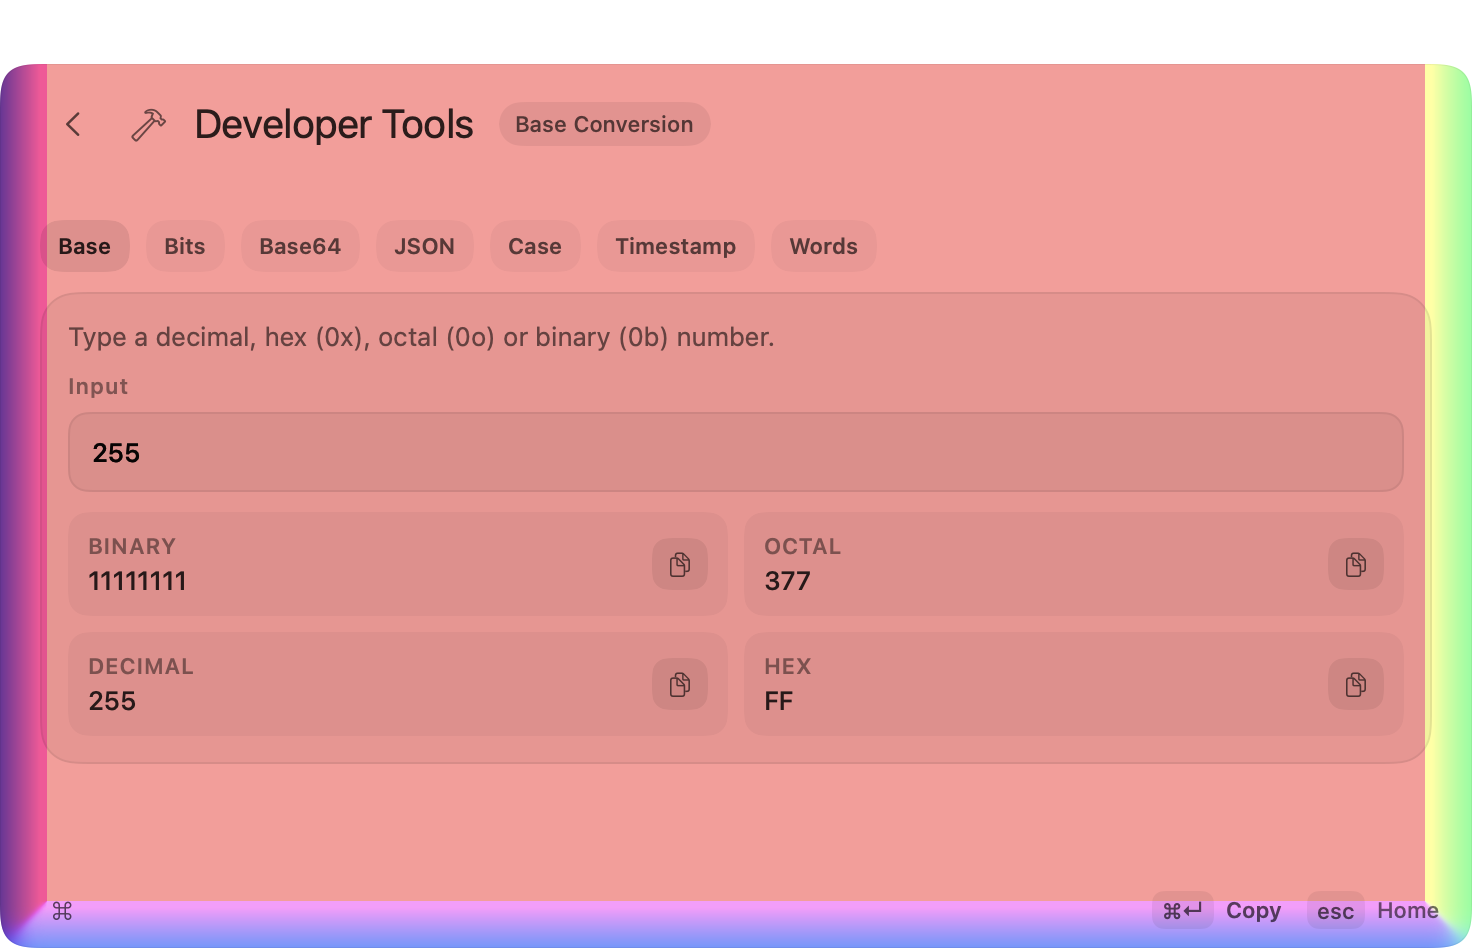 Developer Tools Base Conversion
Base Bits Base64 JSON Case Timestamp Words
Type a decimal, hex (0x), octal (0o) or binary (0b) number.
Input
255
BINARY
11111111
OCTAL
377
DECIMAL
255
HEX
FF
⌘ ⌘↵ Copy esc Home